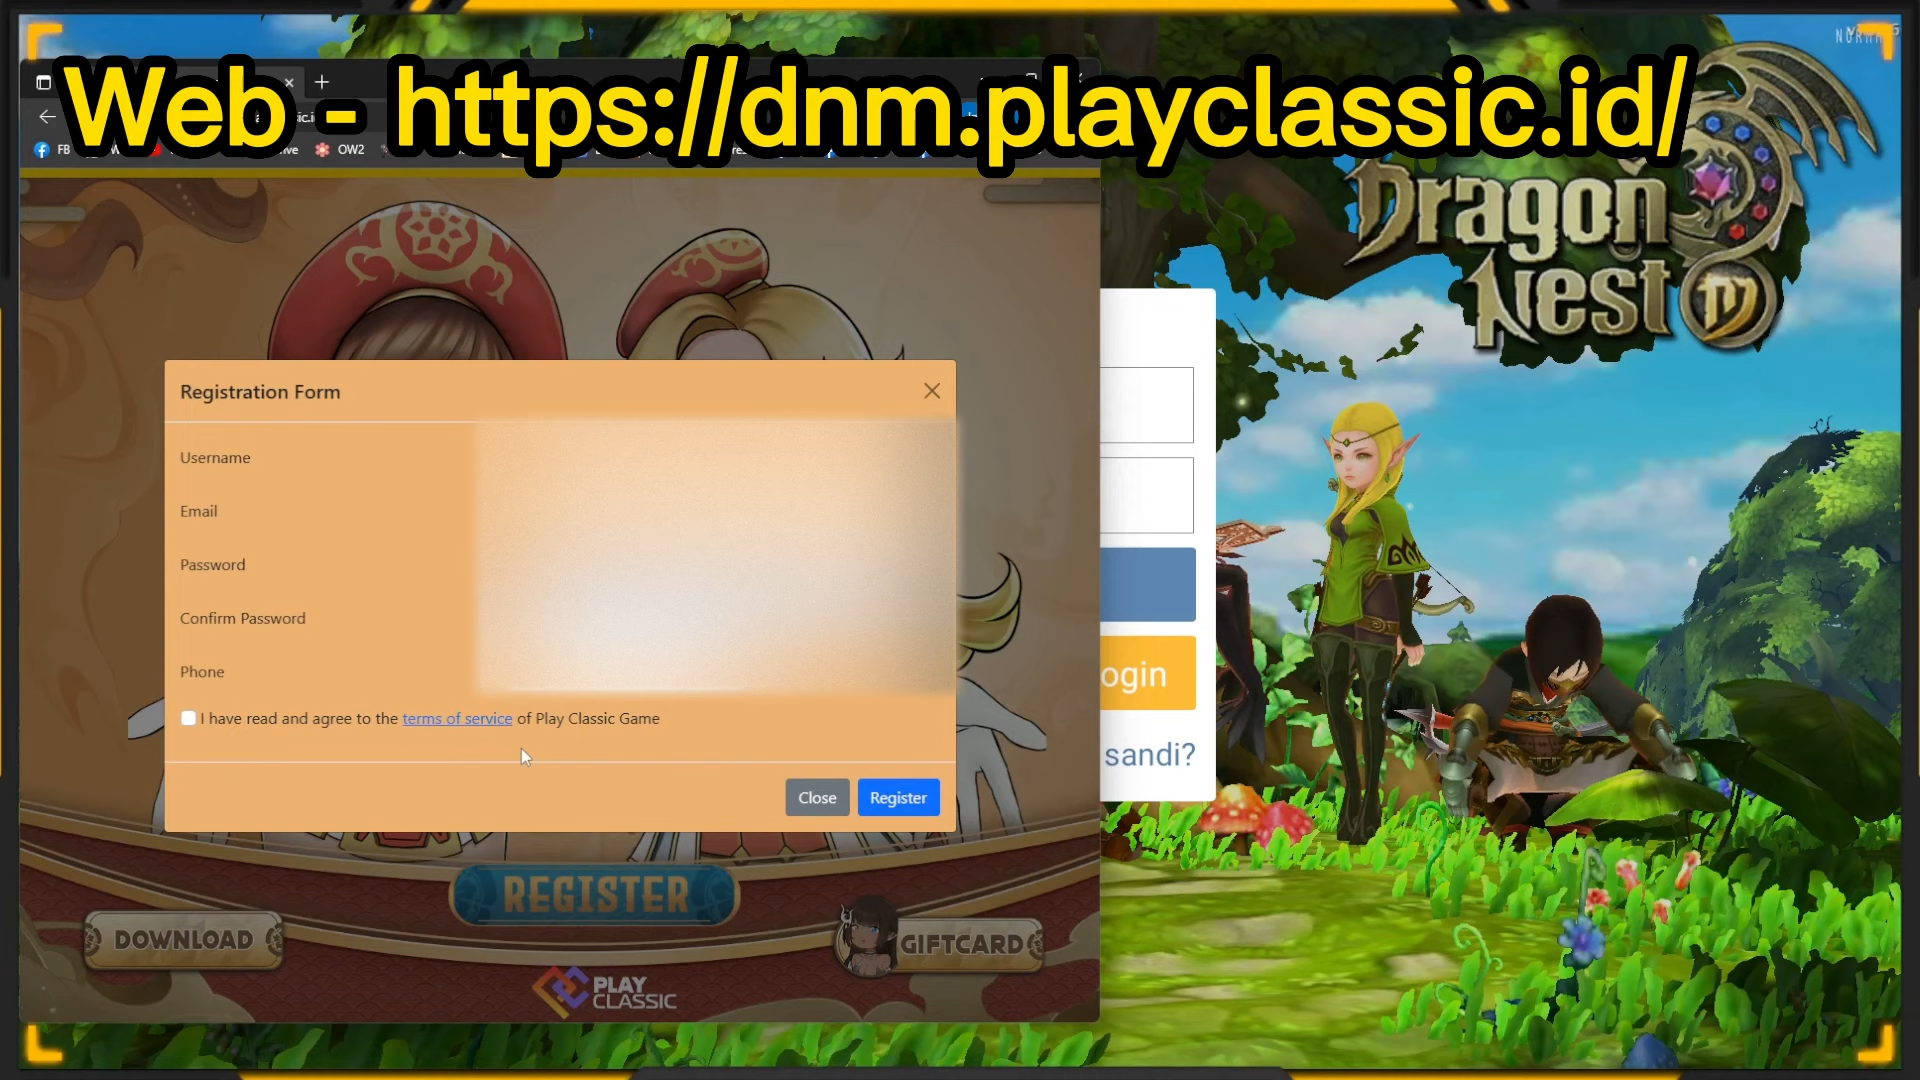 Web - https://dnm.playclassic.id/
FB
OW2
Dragon
Nest
M
Registration Form
Username
Email
Password
Confirm Password
Phone
I have read and agree to the terms of service of Play Classic Game
Close
Register
ogin
sandi?
REGISTER
DOWNLOAD
GIFTCARD
PLAY
CLASSIC